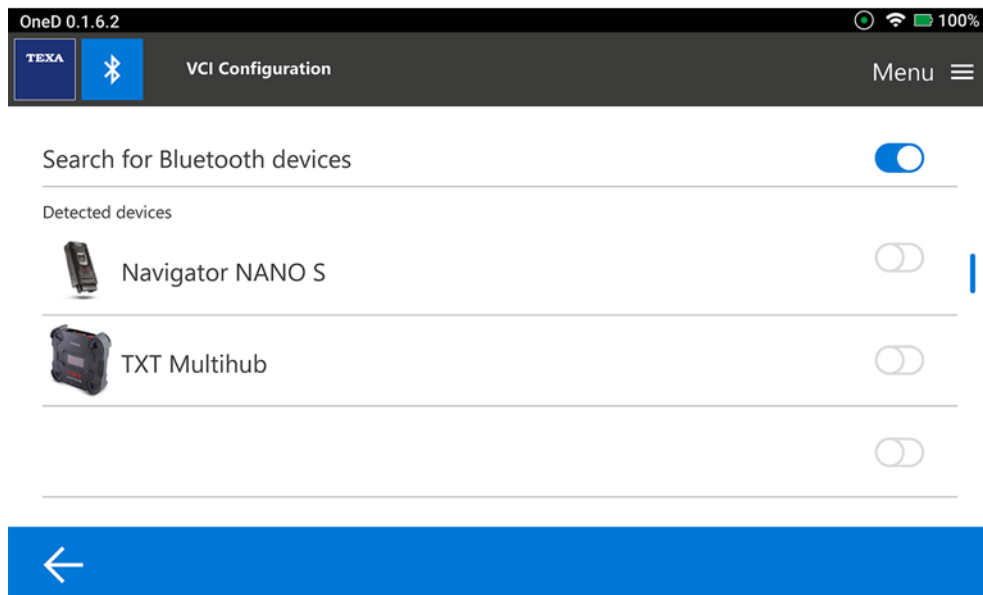 OneD 0.1.6.2 100%
TEXA VCI Configuration Menu
Search for Bluetooth devices
Detected devices
Navigator NANO S
TXT Multihub